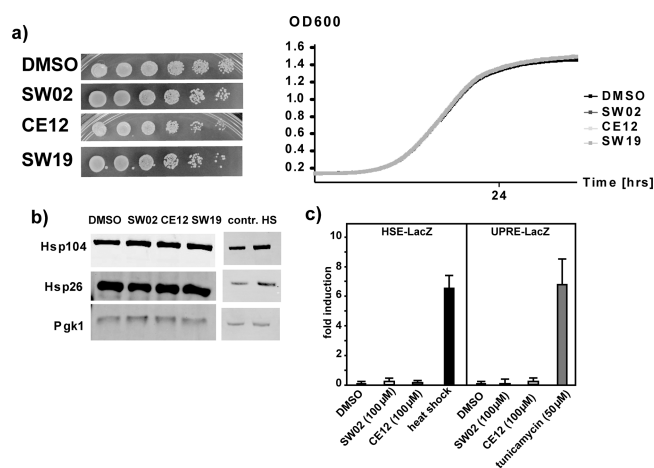 a)
DMSO
SW02
CE12
SW19
OD600
1.6
1.4
1.2
1.0
0.8
0.6
0.4
0.2
24
Time [hrs]
DMSO
SW02
CE12
SW19
b)
DMSO SW02 CE12 SW19 contr. HS
Hsp104
Hsp26
Pgk1
c)
HSE-LacZ UPRE-LacZ
fold induction
10
8
6
4
2
0
DMSO
SW02 (100µM)
CE12 (100µM)
heat shock
DMSO
SW02 (100µM)
CE12 (100µM)
tunicamycin (50µM)